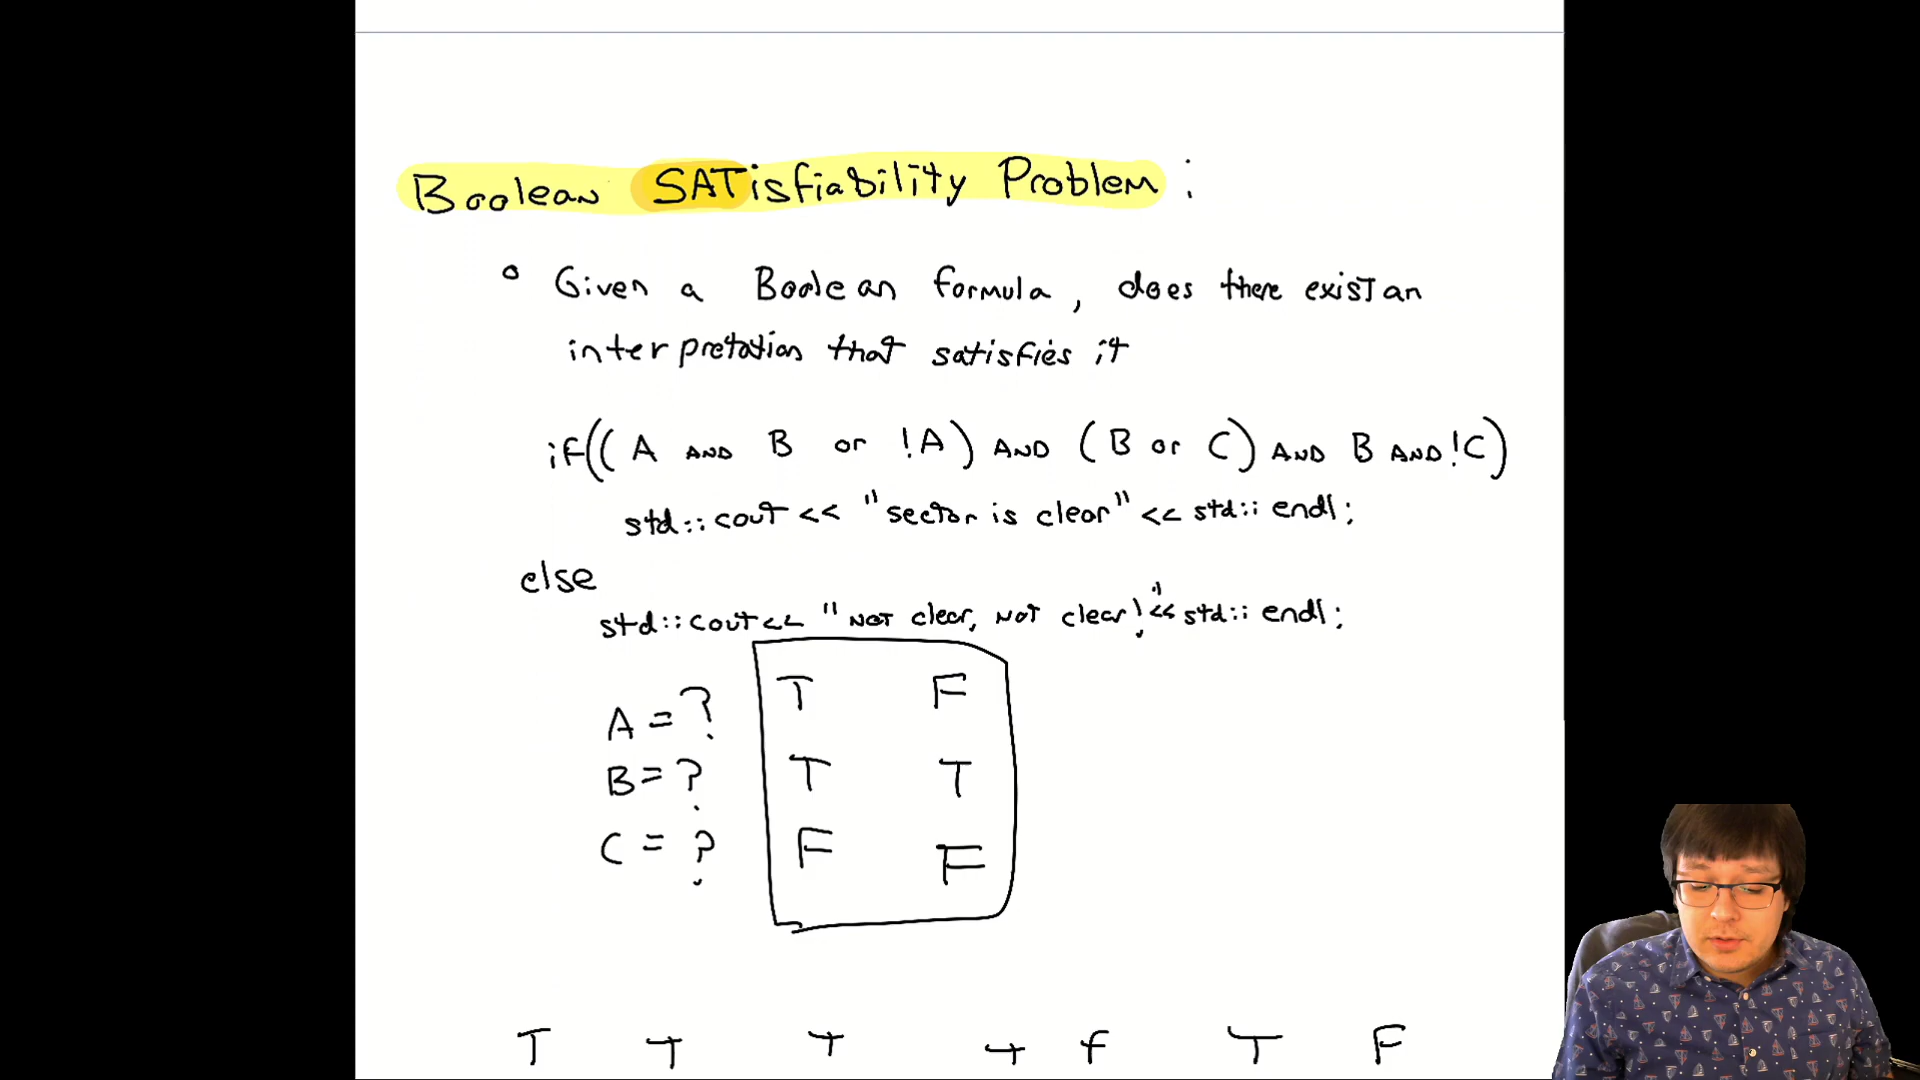 Boolean SATisfiability Problem :
° Given a Boolean formula, does there exist an
interpretation that satisfies it
if(( A AND B or !A) AND (B or C) AND B AND !C)
std::cout << "sector is clear" << std::endl;
else
std::cout << "NOT clear, NOT clear!" << std::endl;
A = ? T F
B = ? T T
C = ? F F
T T T T F T F